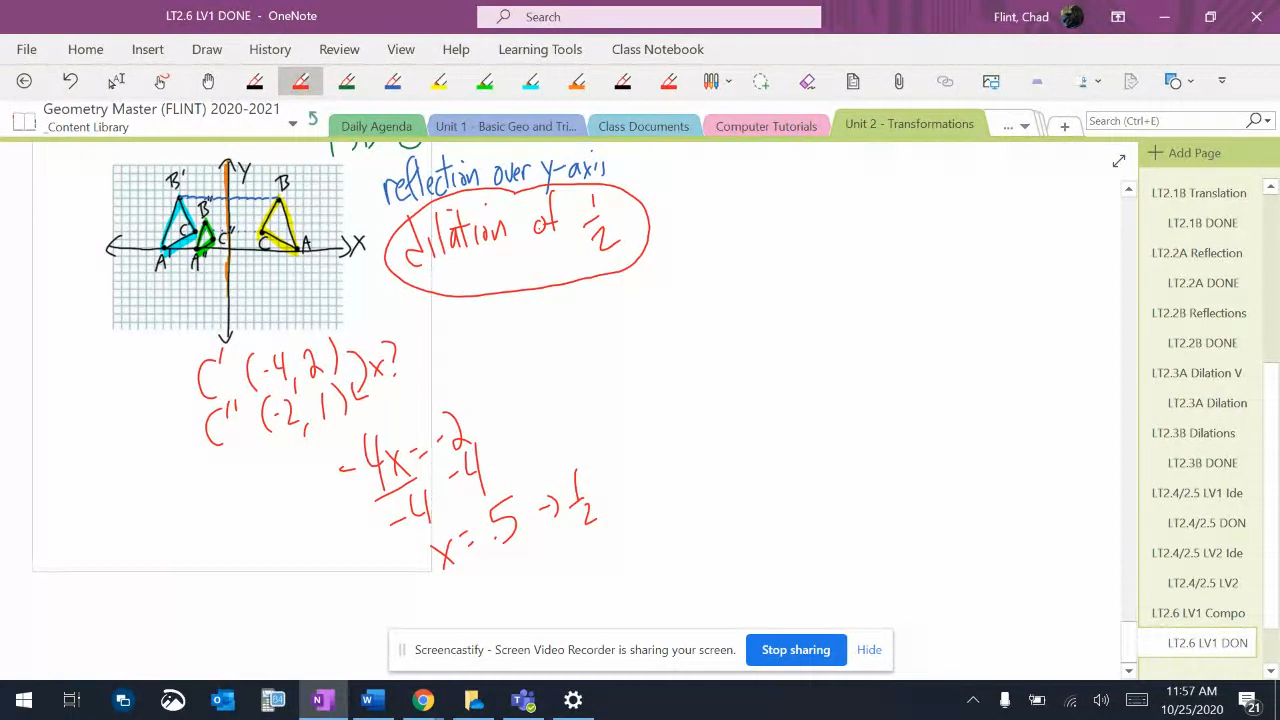 LT2.6 LV1 DONE - OneNote
Search
Flint, Chad
File Home Insert Draw History Collab View Help Learning Tools Class Notebook
Geometry Master (FLINT) 2020-2021
_Content Library
Daily Agenda
Unit 1 - Basic Geo and Tri...
Class Documents
Computer Tutorials
Unit 2 - Transformations
...
Search (Ctrl+E)
Add Page
LT2.1B Translation
LT2.1B DONE
LT2.2A Reflection
LT2.2A DONE
LT2.2B Reflections
LT2.2B DONE
LT2.3A Dilation V
LT2.3A Dilation
LT2.3B Dilations
LT2.3B DONE
LT2.4/2.5 LV1 Ide
LT2.4/2.5 DON
LT2.4/2.5 LV2 Ide
LT2.4/2.5 LV2
LT2.6 LV1 Compo
LT2.6 LV1 DON
reflection over y-axis
dilation of 1/2
Y
B' B
B''
C' C'' C A X
A' A''
C' (-4, 2) x?
C'' (-2, 1)
-4x = -2
-4 -4
x = .5 → 1/2
Screencastify - Screen Video Recorder is sharing your screen.
Stop sharing
Hide
11:57 AM
10/25/2020
21